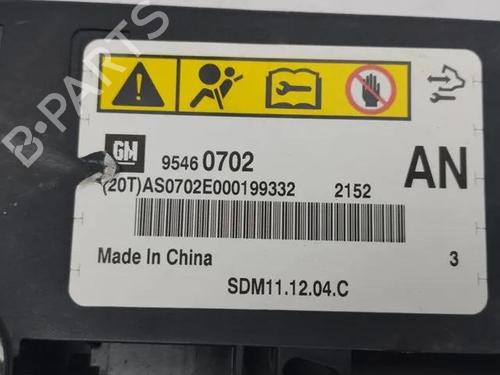 B-PARTS
GM
9546 0702
AN
(20T)AS0702E000199332 2152
Made In China 3
SDM11.12.04.C